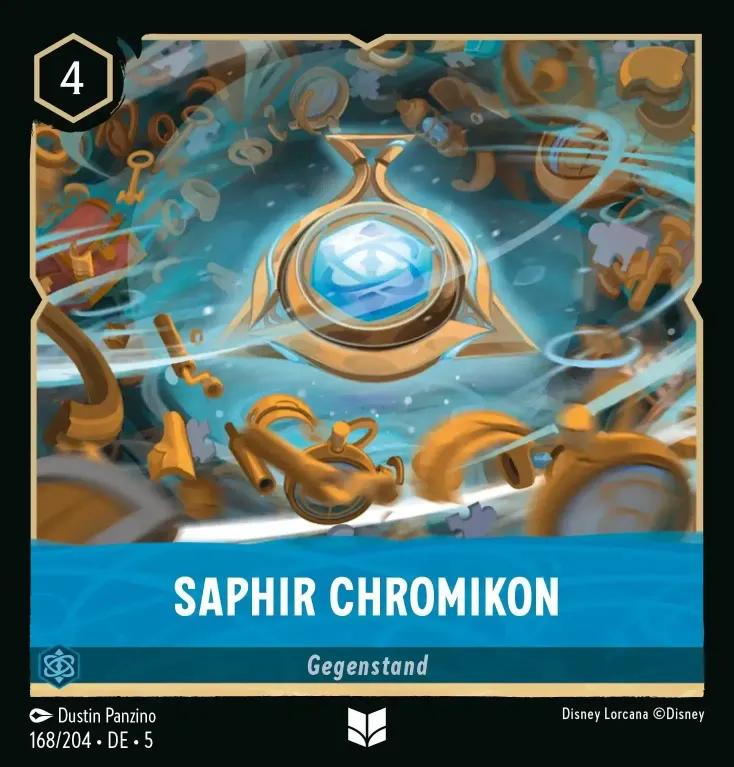 4
SAPHIR CHROMIKON
Gegenstand
Dustin Panzino
Disney Lorcana ©Disney
168/204 • DE • 5